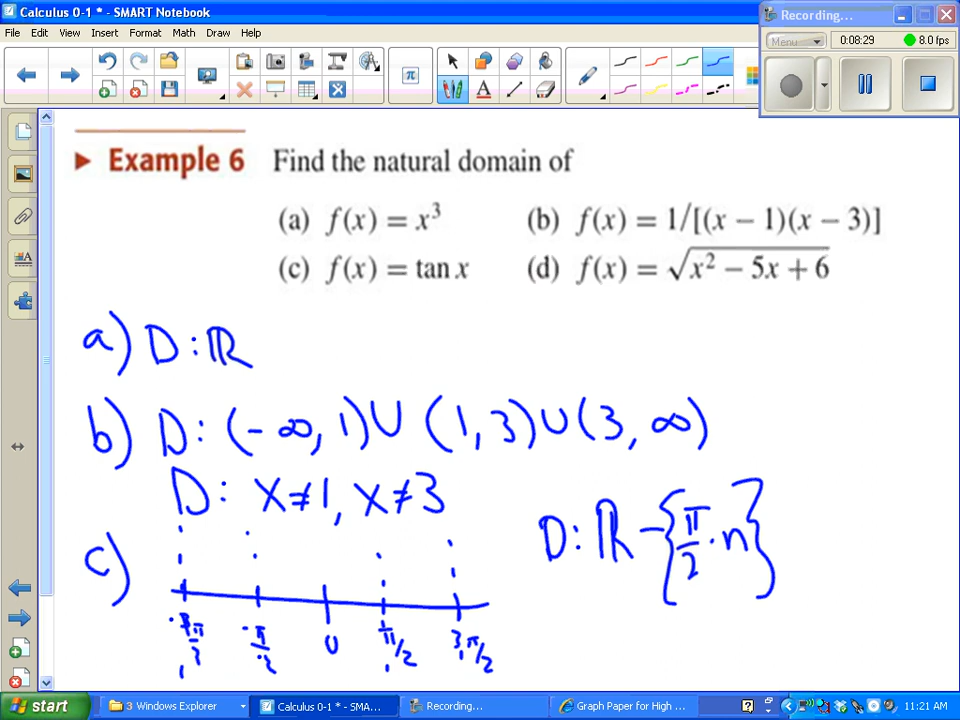 Calculus 0-1 * - SMART Notebook
Recording...
File Edit View Insert Format Math Draw Help
Menu 0:08:29 8.0 fps
Example 6 Find the natural domain of
(a) f(x) = x³ (b) f(x) = 1/[(x − 1)(x − 3)]
(c) f(x) = tan x (d) f(x) = √(x² − 5x + 6)
a) D: ℝ
b) D: (-∞, 1) ∪ (1, 3) ∪ (3, ∞)
D: x≠1, x≠3
c) D: ℝ - {π/2 · n}
-3π/2 -π/2 0 π/2 3π/2
start 3 Windows Explorer Calculus 0-1 * - SMA... Recording... Graph Paper for High ... 11:21 AM